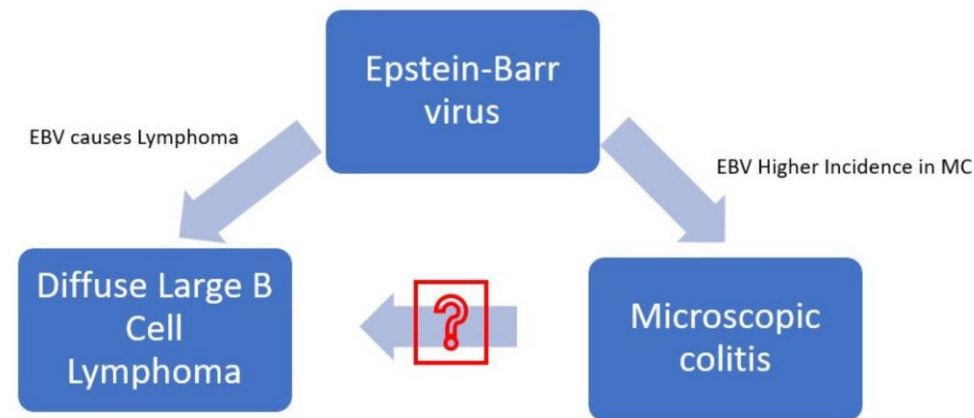 Epstein-Barr
virus
EBV causes Lymphoma
EBV Higher Incidence in MC
Diffuse Large B
Cell
Lymphoma
?
Microscopic
colitis